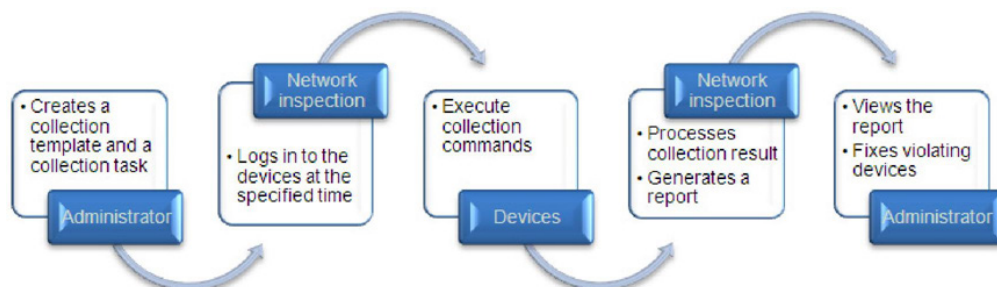 • Creates a
collection
template and a
collection task
Administrator
Network
inspection
• Logs in to the
devices at the
specified time
• Execute
collection
commands
Devices
Network
inspection
• Processes
collection result
• Generates a
report
• Views the
report
• Fixes violating
devices
Administrator